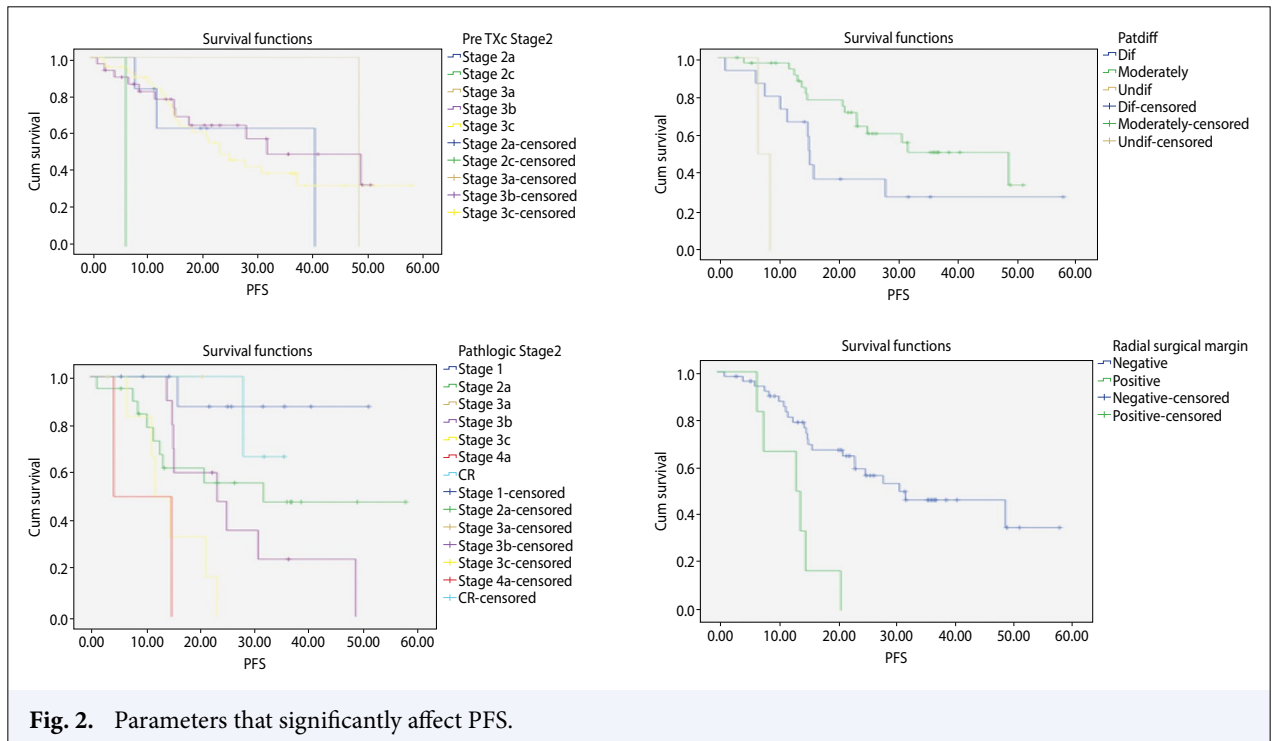 Survival functions
Pre TXc Stage2
Stage 2a
Stage 2c
Stage 3a
Stage 3b
Stage 3c
Stage 2a-censored
Stage 2c-censored
Stage 3a-censored
Stage 3b-censored
Stage 3c-censored
Cum survival
1.0
0.8
0.6
0.4
0.2
0.0
0.00 10.00 20.00 30.00 40.00 50.00 60.00
PFS
Survival functions
Patdiff
Dif
Moderately
Undif
Dif-censored
Moderately-censored
Undif-censored
Cum survival
1.0
0.8
0.6
0.4
0.2
0.0
0.00 10.00 20.00 30.00 40.00 50.00 60.00
PFS
Survival functions
Pathlogic Stage2
Stage 1
Stage 2a
Stage 3a
Stage 3b
Stage 3c
Stage 4a
CR
Stage 1-censored
Stage 2a-censored
Stage 3a-censored
Stage 3b-censored
Stage 3c-censored
Stage 4a-censored
CR-censored
Cum survival
1.0
0.8
0.6
0.4
0.2
0.0
0.00 10.00 20.00 30.00 40.00 50.00 60.00
PFS
Survival functions
Radial surgical margin
Negative
Positive
Negative-censored
Positive-censored
Cum survival
1.0
0.8
0.6
0.4
0.2
0.0
0.00 10.00 20.00 30.00 40.00 50.00 60.00
PFS
Fig. 2. Parameters that significantly affect PFS.